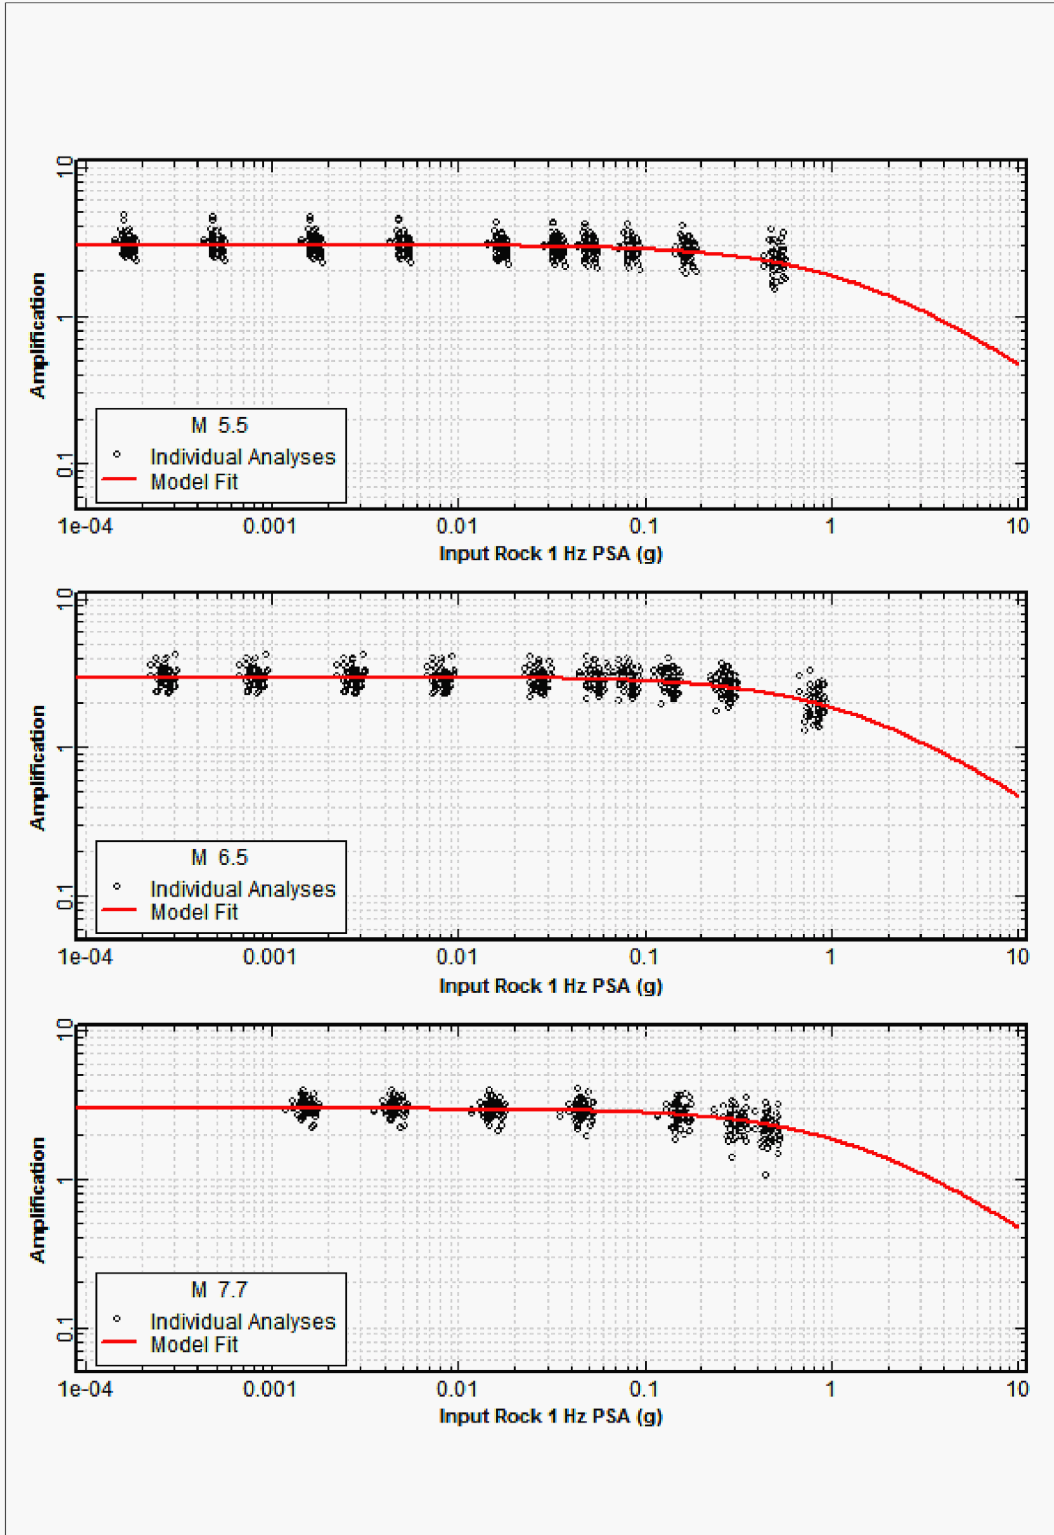 10
1
0.1
Amplification
M 5.5
Individual Analyses
Model Fit
1e-04 0.001 0.01 0.1 1 10
Input Rock 1 Hz PSA (g)
10
1
0.1
Amplification
M 6.5
Individual Analyses
Model Fit
1e-04 0.001 0.01 0.1 1 10
Input Rock 1 Hz PSA (g)
10
1
0.1
Amplification
M 7.7
Individual Analyses
Model Fit
1e-04 0.001 0.01 0.1 1 10
Input Rock 1 Hz PSA (g)